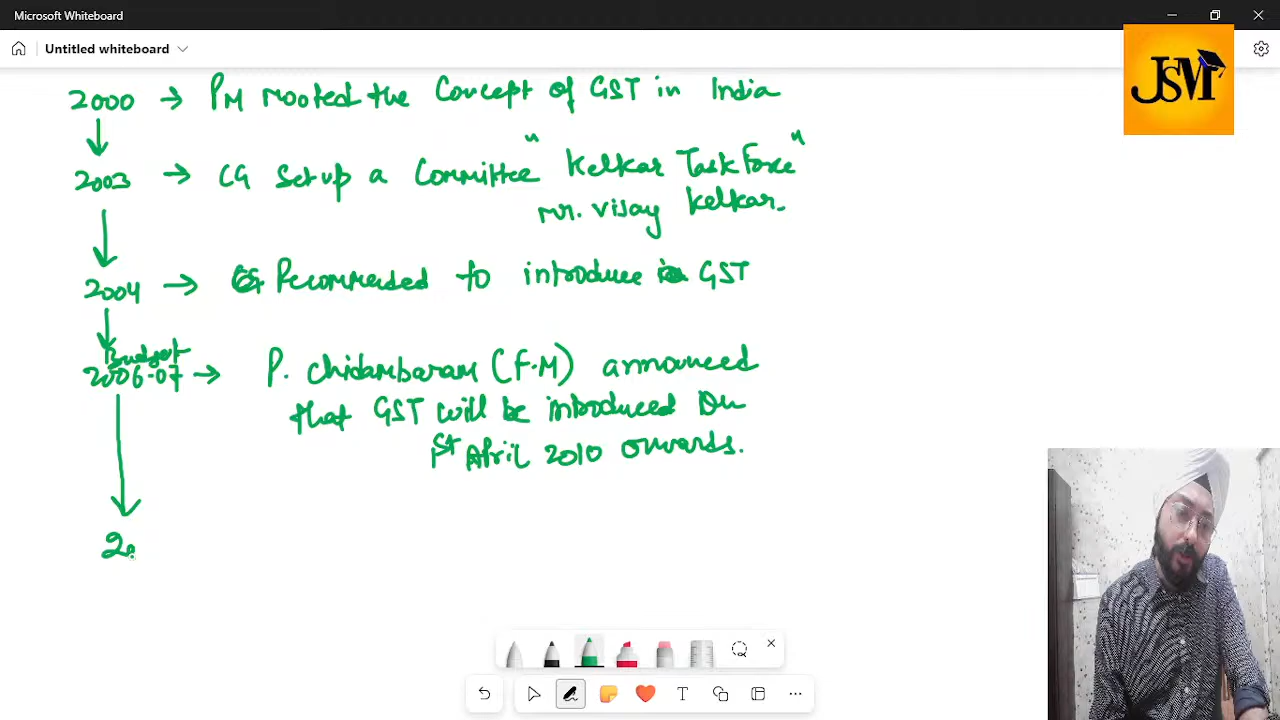 Microsoft Whiteboard
Untitled whiteboard
JSM
2000 → PM mooted the Concept of GST in India
2003 → CG Setup a Committee "Kelkar Task Force"
Mr. Vijay Kelkar.
2004 → Recommended to introduce GST
Budget
2006-07 → P. Chidambaram (F.M) announced
that GST will be introduced on
1st April 2010 onwards.
20